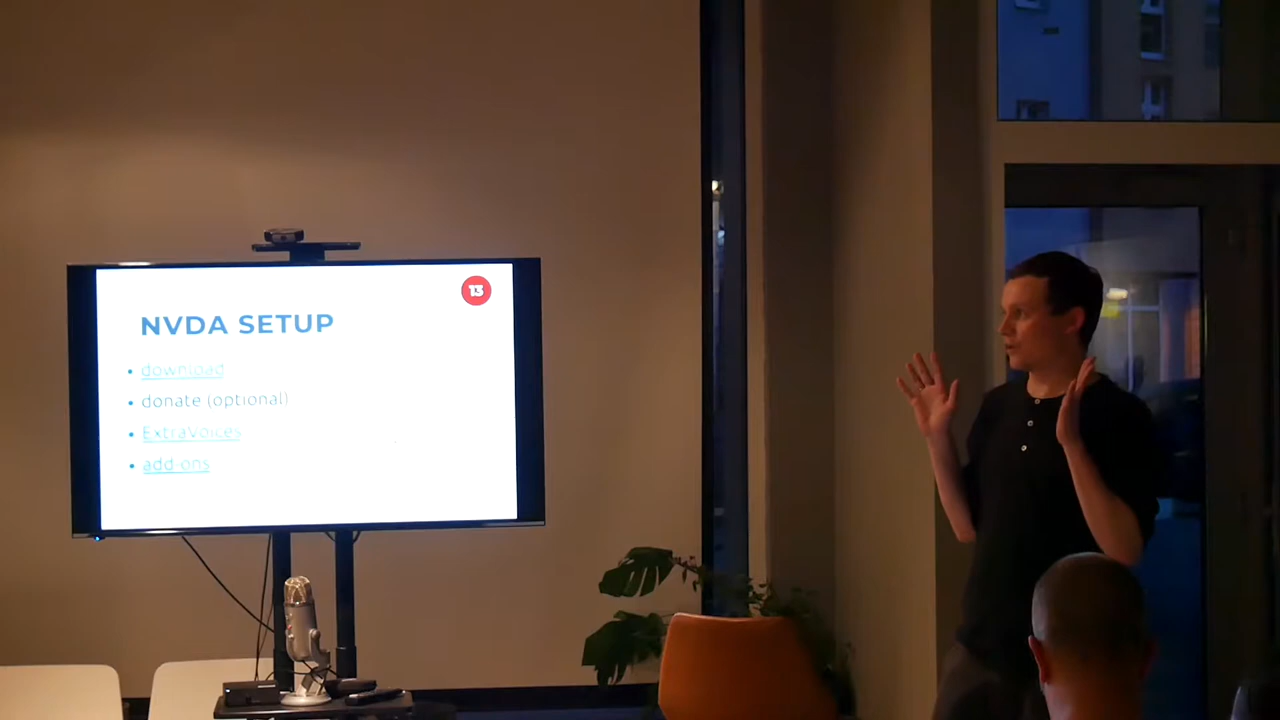 13
NVDA SETUP
download
donate (optional)
ExtraVoices
add-ons